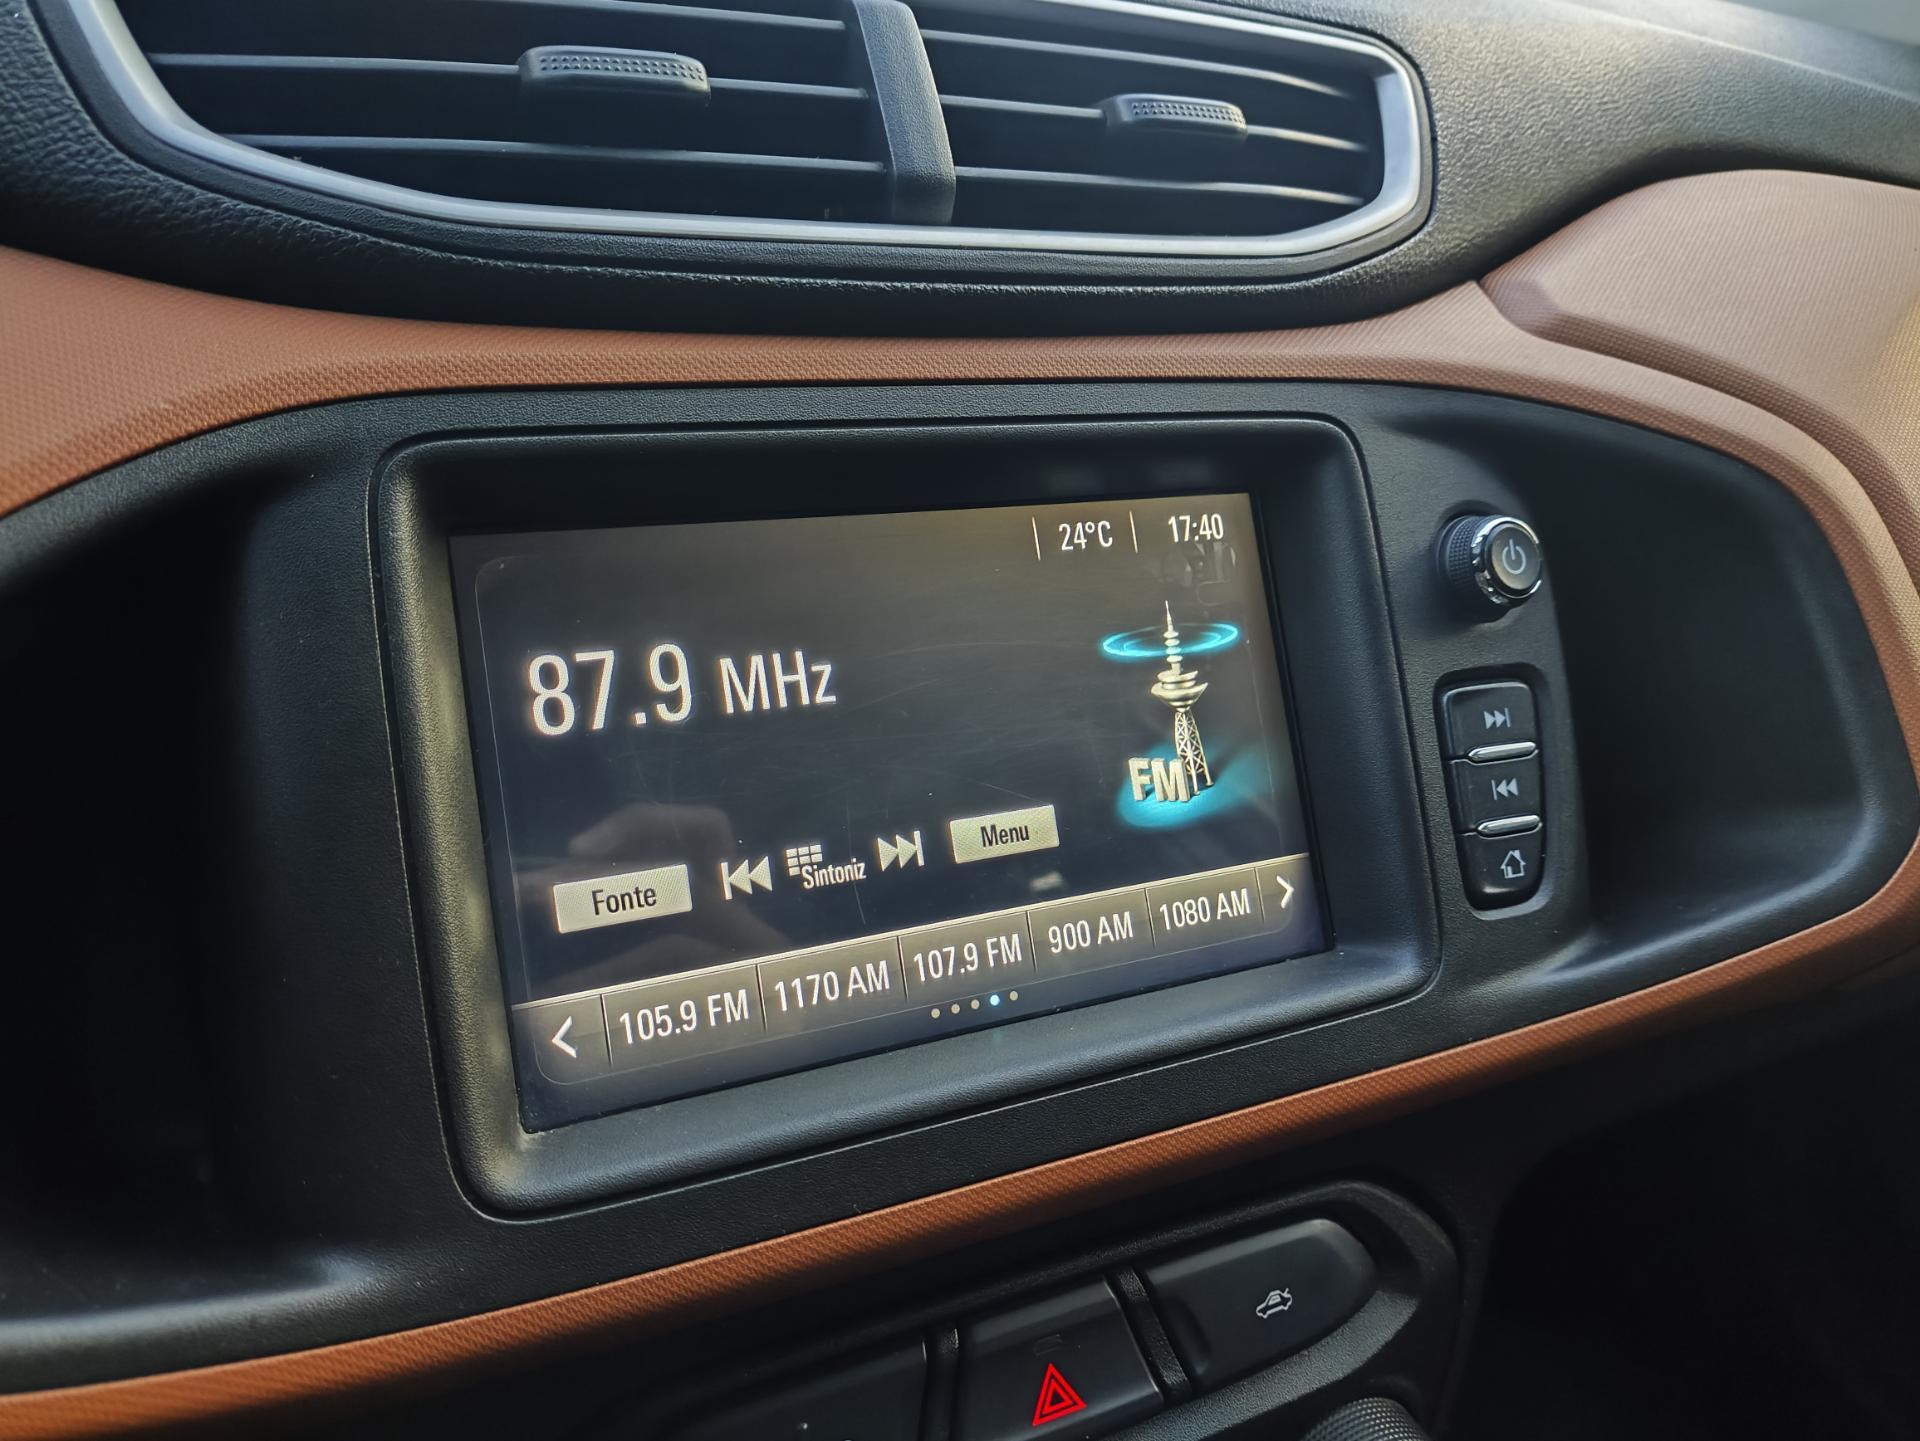 24°C 17:40
87.9 MHz
FM
Fonte Sintoniz Menu
105.9 FM 1170 AM 107.9 FM 900 AM 1080 AM